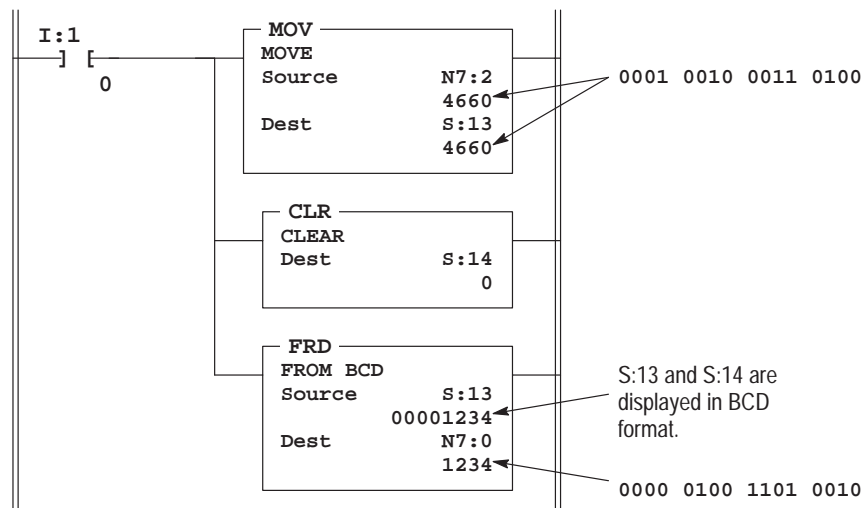 I:1
] [
0
MOV
MOVE
Source N7:2
4660
Dest S:13
4660
0001 0010 0011 0100
CLR
CLEAR
Dest S:14
0
FRD
FROM BCD
Source S:13
00001234
Dest N7:0
1234
S:13 and S:14 are
displayed in BCD
format.
0000 0100 1101 0010